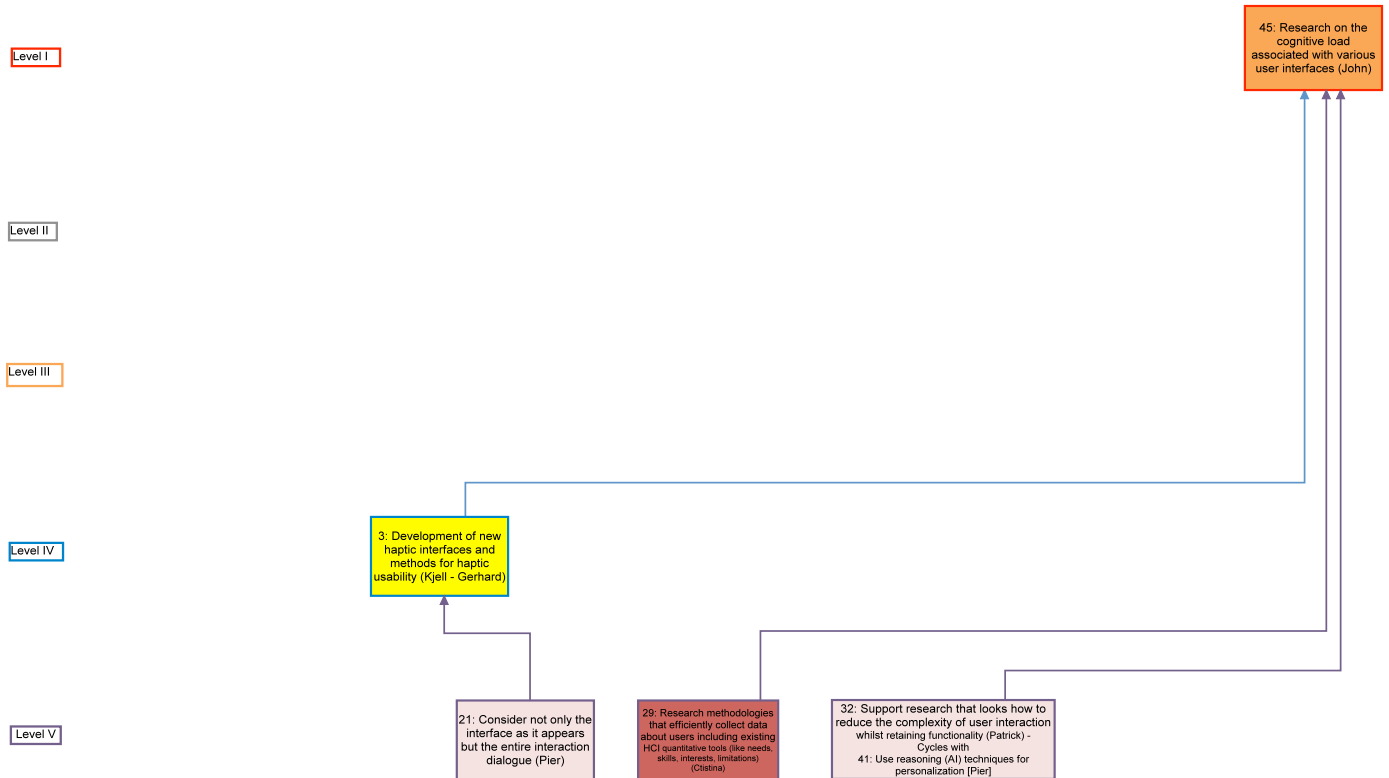 45: Research on the
cognitive load
associated with various
user interfaces (John)
Level I
Level II
Level III
3: Development of new
haptic interfaces and
methods for haptic
usability (Kjell - Gerhard)
Level IV
21: Consider not only the
interface as it appears
but the entire interaction
dialogue (Pier)
29: Research methodologies
that efficiently collect data
about users including existing
HCI quantitative tools (like needs,
skills, interests, limitations)
(Ctistina)
32: Support research that looks how to
reduce the complexity of user interaction
whilst retaining functionality (Patrick) -
Cycles with
41: Use reasoning (AI) techniques for
personalization [Pier]
Level V